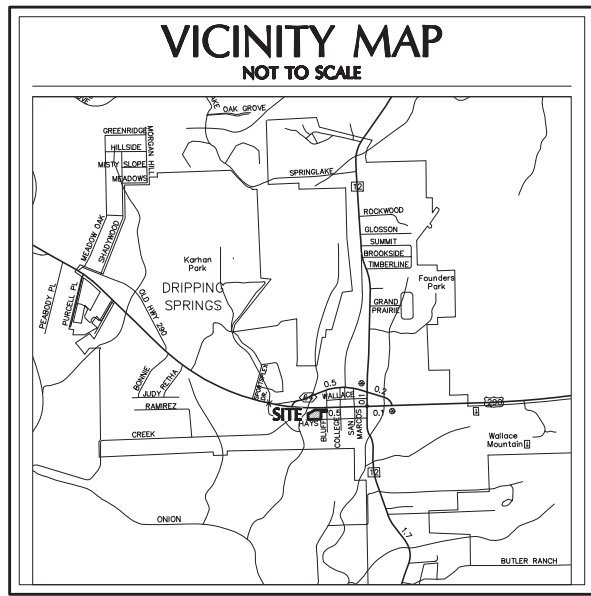 VICINITY MAP
NOT TO SCALE
OAK GROVE
GREENRIDGE
MORGAN HILL
HILLSIDE
MISTY SLOPE
MEADOWS
SPRINGLAKE
12
ROCKWOOD
GLOSSON
SUMMIT
BROOKSIDE
TIMBERLINE
MEADOW OAK
SHADYWOOD
Karhan
Park
DRIPPING
SPRINGS
Founders
Park
GRAND
PRAIRIE
PEABODY PL
PURCELL PL
OLD HWY 290
BONNIE
RETHA
JUDY
RAMIREZ
SPORTSPLEX
DR
0.5
0.2
64
WALLACE
0.1
290
SITE
HAYS
0.5
0.1
BLUFF
COLLEGE
SAN
MARCOS
CREEK
Wallace
Mountain
12
ONION
1.7
BUTLER RANCH